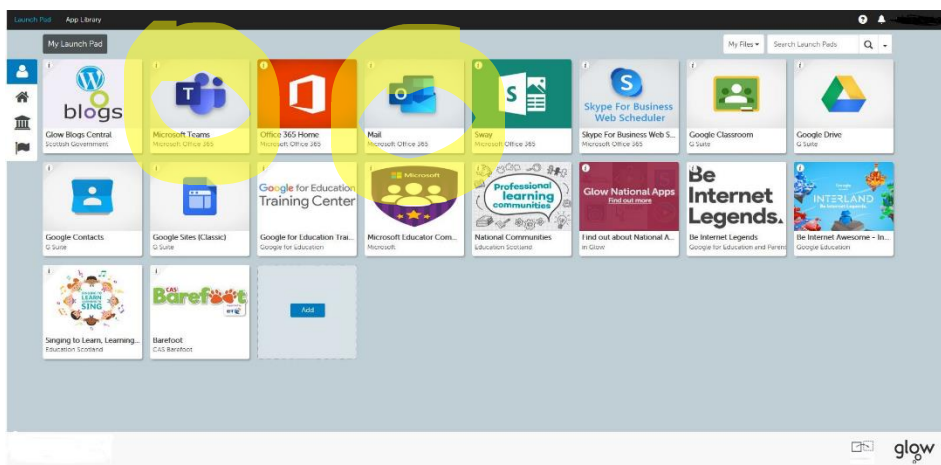 Launch Pad App Library
My Launch Pad
My Files Search Launch Pads
blogs
Glow Blogs Central
Scottish Government
Microsoft Teams
Microsoft Office 365
Office 365 Home
Microsoft Office 365
Mail
Microsoft Office 365
S
Sway
Microsoft Office 365
Skype For Business
Web Scheduler
Skype For Business Web S...
Microsoft Office 365
Google Classroom
G Suite
Google Drive
G Suite
Google Contacts
G Suite
Google Sites (Classic)
G Suite
Google for Education
Training Center
Google for Education Trai...
Google for Education
Microsoft
Microsoft Educator Com...
Microsoft
Professional
learning
communities
National Communities
Education Scotland
Glow National Apps
Find out more
Find out about National A...
in Glow
Be
Internet
Legends.
Be Internet Legends
Google for Education and Parent
INTERLAND
Be Internet Awesome - In...
Google Education
LEARN
SING
Singing to Learn, Learning...
Education Scotland
CAS
Barefoot
BT
Barefoot
CAS Barefoot
Add
glow